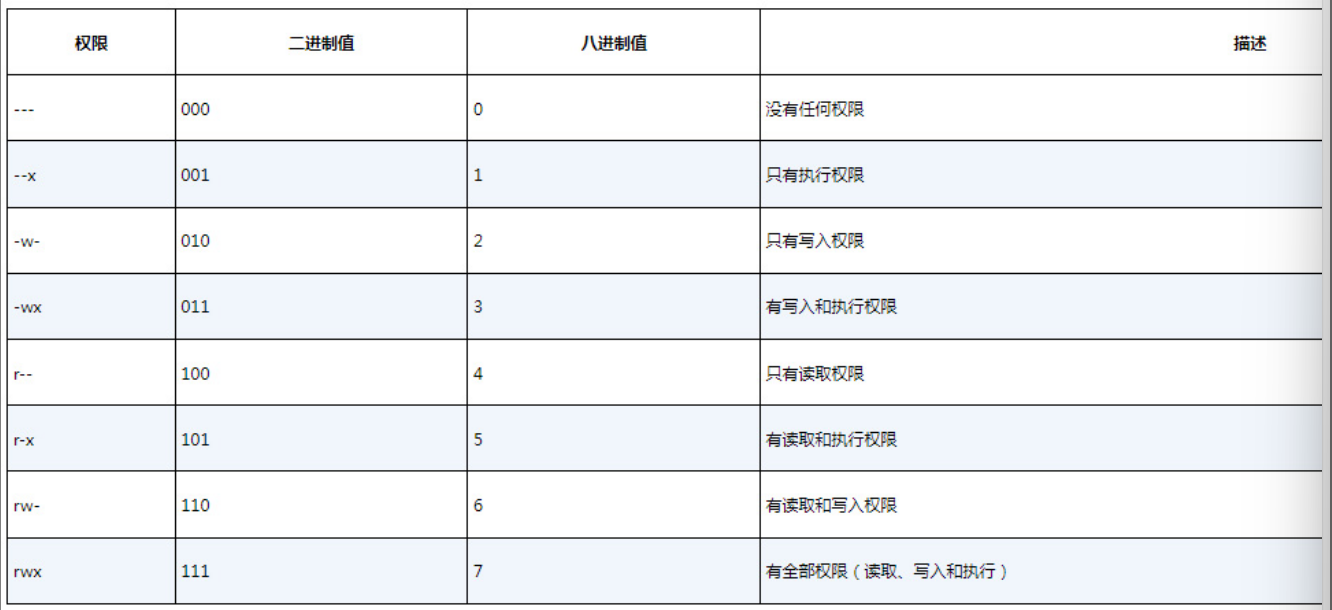 权限 二进制值 八进制值 描述
--- 000 0 没有任何权限
--x 001 1 只有执行权限
-w- 010 2 只有写入权限
-wx 011 3 有写入和执行权限
r-- 100 4 只有读取权限
r-x 101 5 有读取和执行权限
rw- 110 6 有读取和写入权限
rwx 111 7 有全部权限（读取、写入和执行）